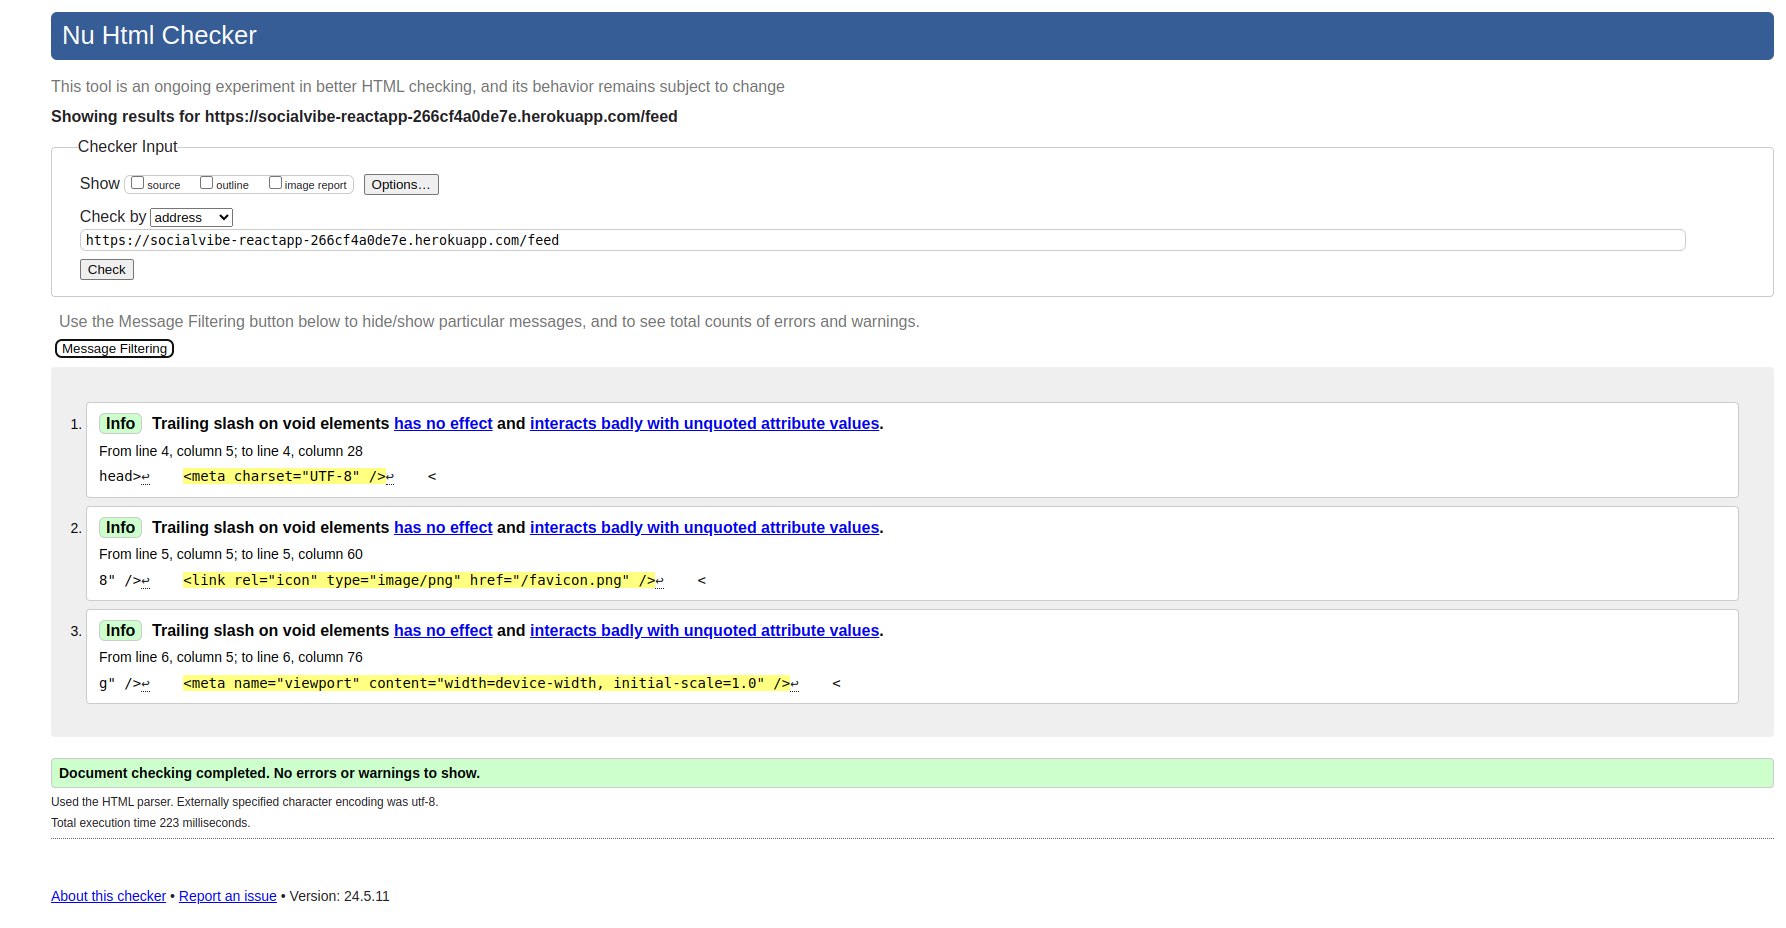 Nu Html Checker
This tool is an ongoing experiment in better HTML checking, and its behavior remains subject to change
Showing results for https://socialvibe-reactapp-266cf4a0de7e.herokuapp.com/feed
Checker Input
Show source outline image report Options…
Check by address
https://socialvibe-reactapp-266cf4a0de7e.herokuapp.com/feed
Check
Use the Message Filtering button below to hide/show particular messages, and to see total counts of errors and warnings.
Message Filtering
1. Info Trailing slash on void elements has no effect and interacts badly with unquoted attribute values.
From line 4, column 5; to line 4, column 28
head>↩    <meta charset="UTF-8" />↩    <
2. Info Trailing slash on void elements has no effect and interacts badly with unquoted attribute values.
From line 5, column 5; to line 5, column 60
8" />↩    <link rel="icon" type="image/png" href="/favicon.png" />↩    <
3. Info Trailing slash on void elements has no effect and interacts badly with unquoted attribute values.
From line 6, column 5; to line 6, column 76
g" />↩    <meta name="viewport" content="width=device-width, initial-scale=1.0" />↩    <
Document checking completed. No errors or warnings to show.
Used the HTML parser. Externally specified character encoding was utf-8.
Total execution time 223 milliseconds.
About this checker • Report an issue • Version: 24.5.11